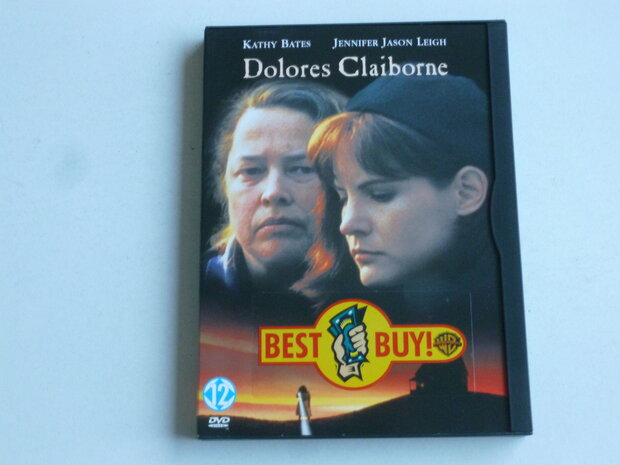 KATHY BATES JENNIFER JASON LEIGH
Dolores Claiborne
BEST BUY!
12
DVD